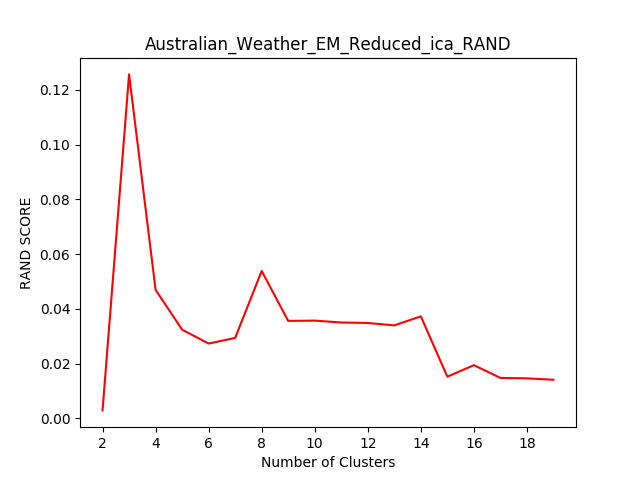 Australian_Weather_EM_Reduced_ica_RAND
0.12
0.10
0.08
0.06
0.04
0.02
0.00
RAND SCORE
2 4 6 8 10 12 14 16 18
Number of Clusters